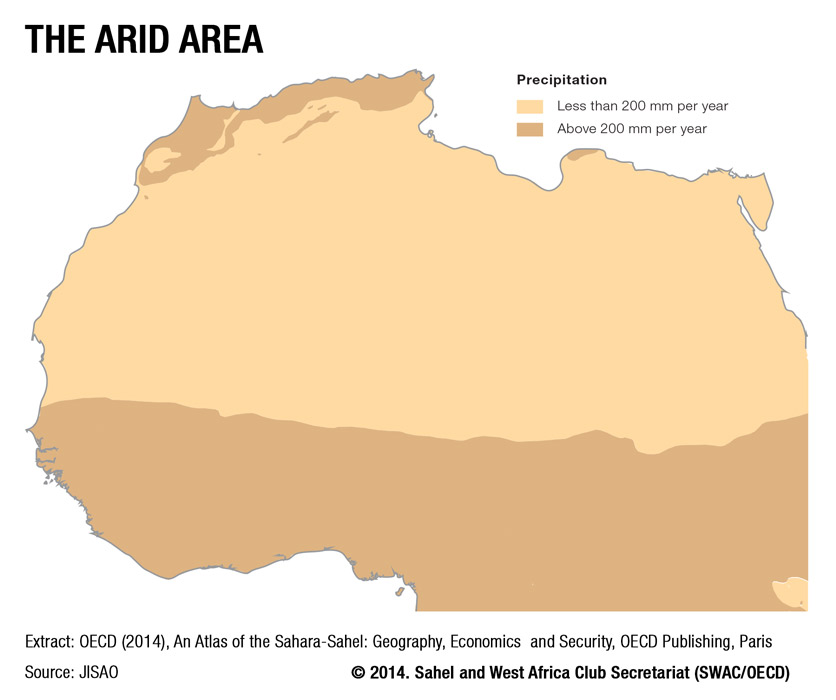 THE ARID AREA
Precipitation
Less than 200 mm per year
Above 200 mm per year
Extract: OECD (2014), An Atlas of the Sahara-Sahel: Geography, Economics and Security, OECD Publishing, Paris
Source: JISAO
© 2014. Sahel and West Africa Club Secretariat (SWAC/OECD)